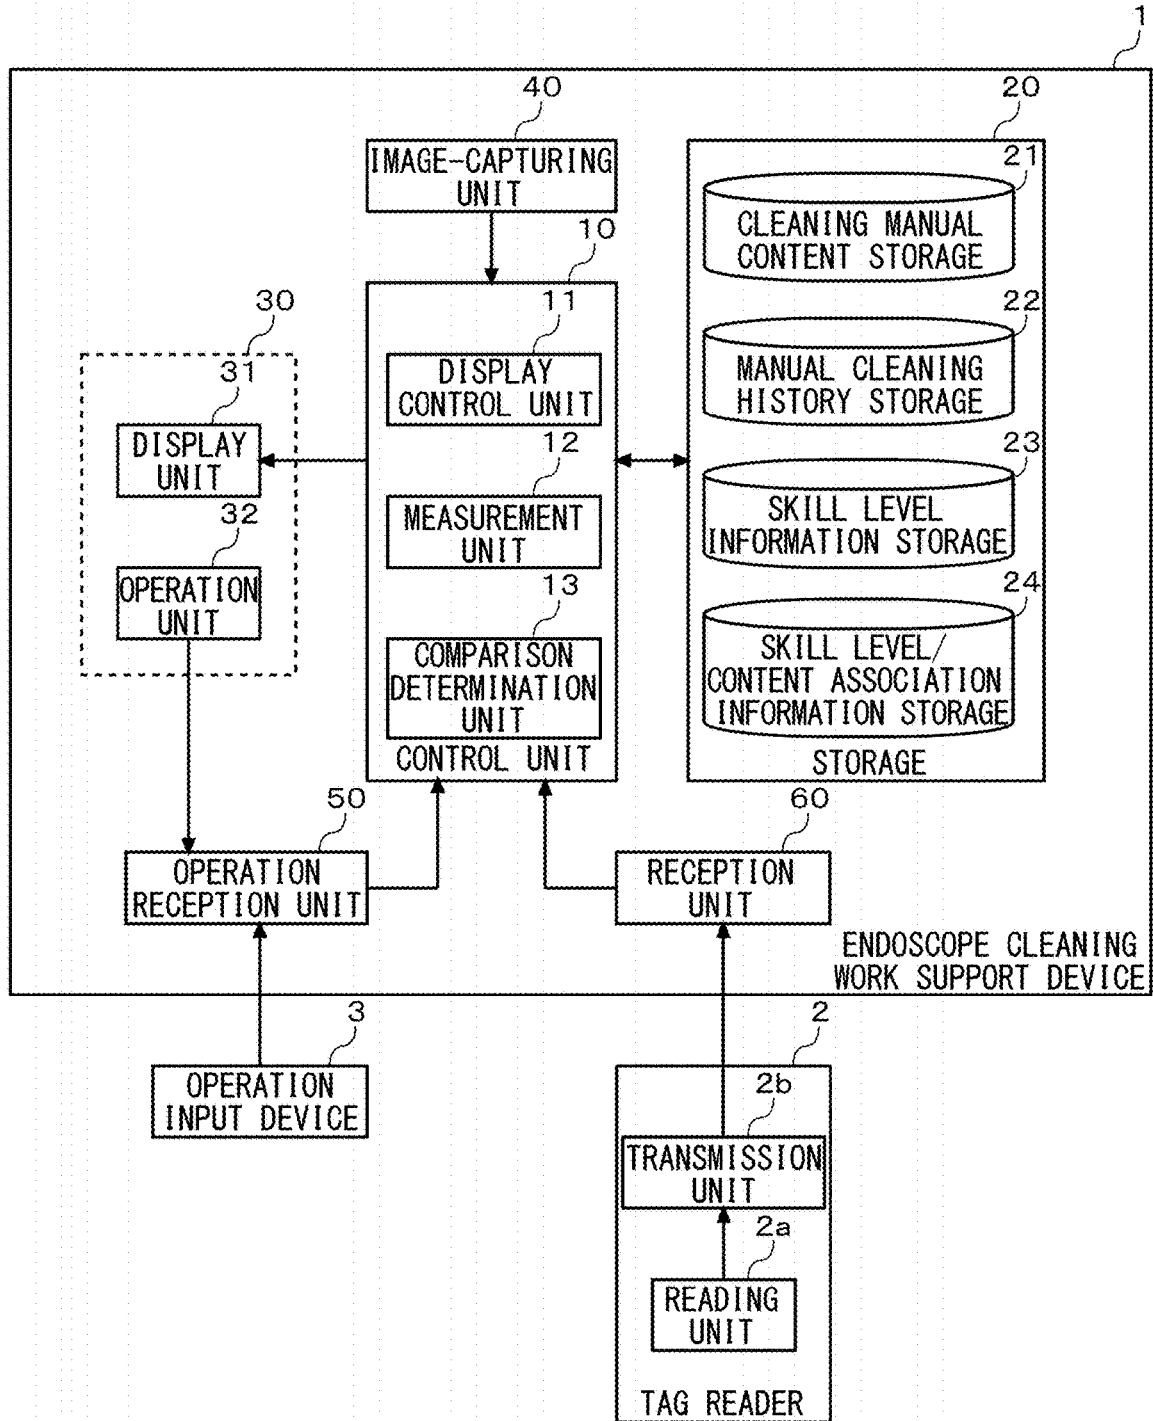 1
40
20
IMAGE-CAPTURING
UNIT
21
CLEANING MANUAL
CONTENT STORAGE
10
11
DISPLAY
CONTROL UNIT
22
MANUAL CLEANING
HISTORY STORAGE
30
31
DISPLAY
UNIT
12
MEASUREMENT
UNIT
23
SKILL LEVEL
INFORMATION STORAGE
32
OPERATION
UNIT
13
COMPARISON
DETERMINATION
UNIT
CONTROL UNIT
24
SKILL LEVEL/
CONTENT ASSOCIATION
INFORMATION STORAGE
STORAGE
50
OPERATION
RECEPTION UNIT
60
RECEPTION
UNIT
ENDOSCOPE CLEANING
WORK SUPPORT DEVICE
3
OPERATION
INPUT DEVICE
2
2b
TRANSMISSION
UNIT
2a
READING
UNIT
TAG READER